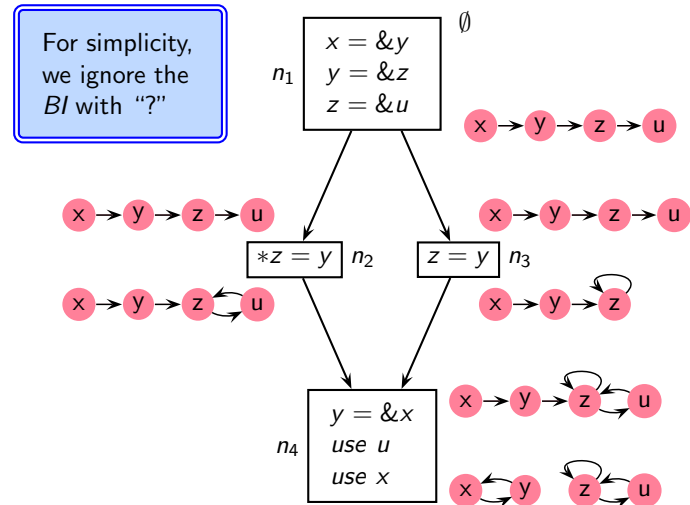 For simplicity,
we ignore the
BI with “?”
∅
n₁
x = &y
y = &z
z = &u
x y z u
x y z u
x y z u
∗z = y n₂
z = y n₃
x y z u
x y z
x y z u
n₄
y = &x
use u
use x
x y z u